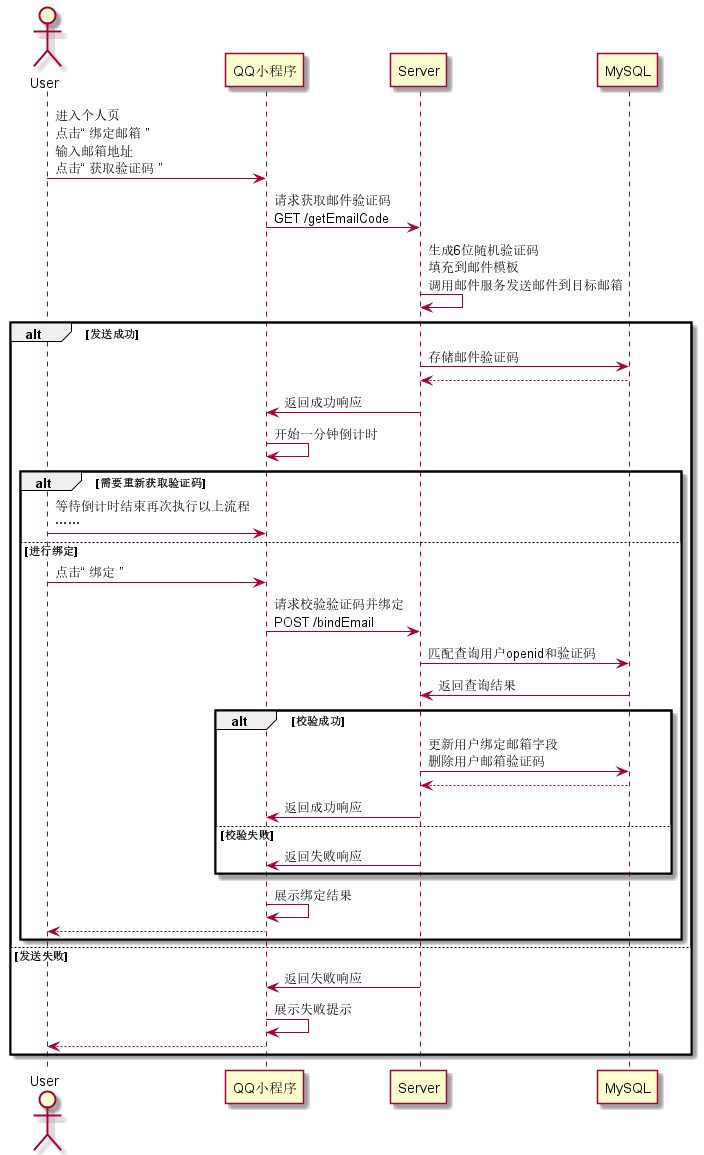 User
QQ小程序
Server
MySQL
进入个人页
点击“ 绑定邮箱 ”
输入邮箱地址
点击“ 获取验证码 ”
请求获取邮件验证码
GET /getEmailCode
生成6位随机验证码
填充到邮件模板
调用邮件服务发送邮件到目标邮箱
alt
[发送成功]
存储邮件验证码
返回成功响应
开始一分钟倒计时
alt
[需要重新获取验证码]
等待倒计时结束再次执行以上流程
……
[进行绑定]
点击“ 绑定 ”
请求校验验证码并绑定
POST /bindEmail
匹配查询用户openid和验证码
返回查询结果
alt
[校验成功]
更新用户绑定邮箱字段
删除用户邮箱验证码
返回成功响应
[校验失败]
返回失败响应
展示绑定结果
[发送失败]
返回失败响应
展示失败提示
User
QQ小程序
Server
MySQL